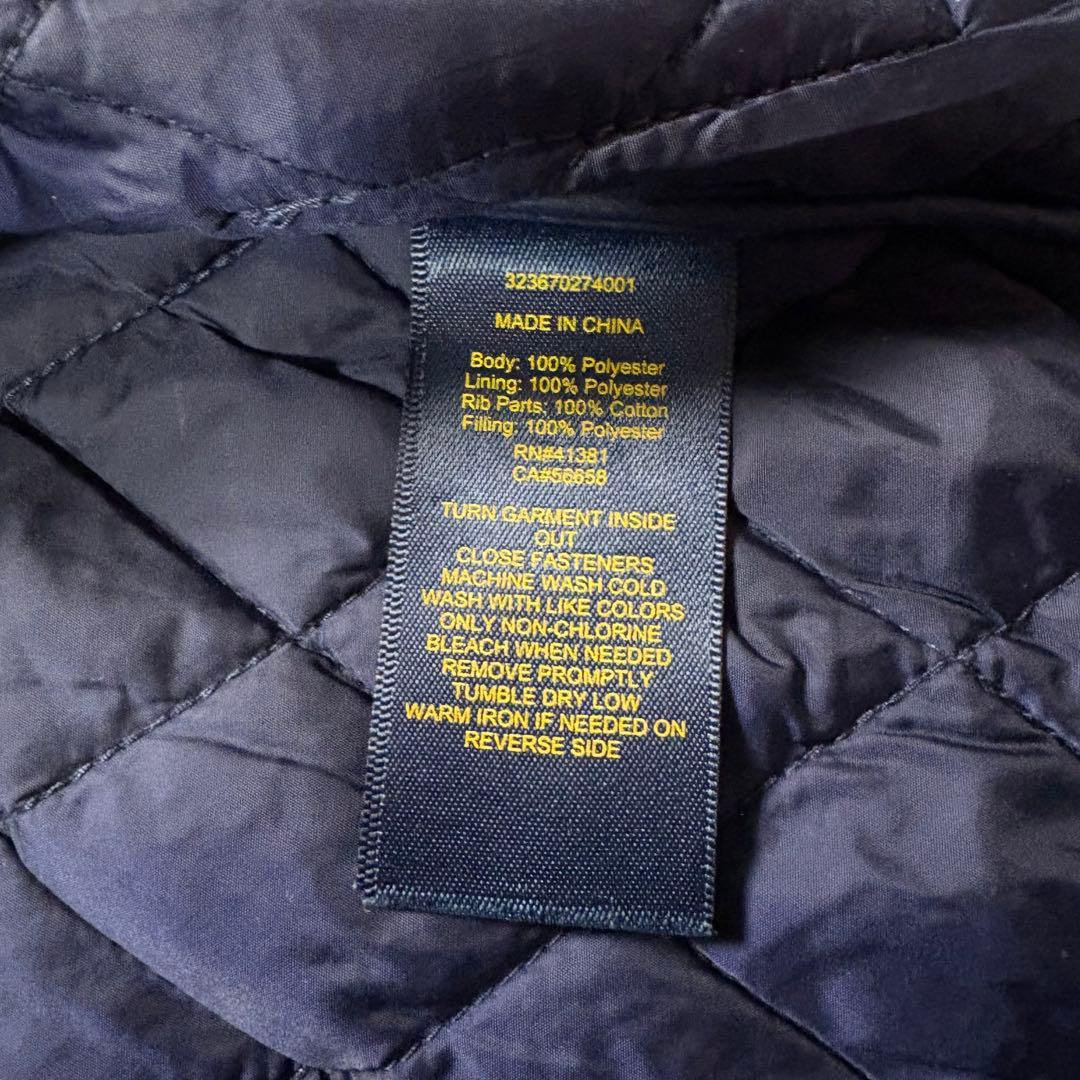 323670274001
MADE IN CHINA
Body: 100% Polyester
Lining: 100% Polyester
Rib Parts: 100% Cotton
Filling: 100% Polyester
RN#41381
CA#56658
TURN GARMENT INSIDE
OUT
CLOSE FASTENERS
MACHINE WASH COLD
WASH WITH LIKE COLORS
ONLY NON-CHLORINE
BLEACH WHEN NEEDED
REMOVE PROMPTLY
TUMBLE DRY LOW
WARM IRON IF NEEDED ON
REVERSE SIDE